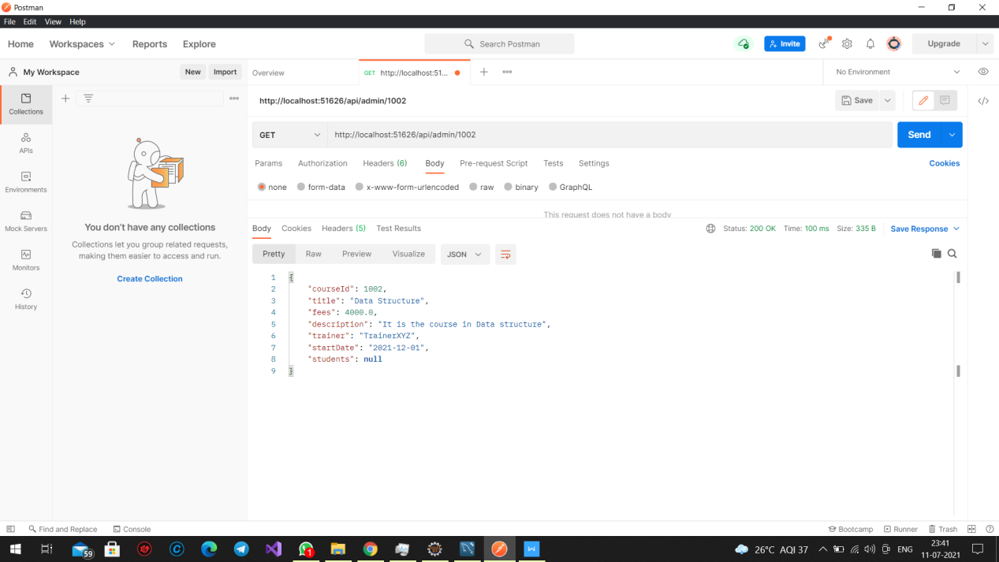 Postman
File Edit View Help
Home Workspaces Reports Explore Search Postman Invite Upgrade
My Workspace New Import Overview GET http://localhost:51... No Environment
Collections
APIs
Environments
Mock Servers
Monitors
History
You don't have any collections
Collections let you group related requests,
making them easier to access and run.
Create Collection
http://localhost:51626/api/admin/1002 Save
GET http://localhost:51626/api/admin/1002 Send
Params Authorization Headers (6) Body Pre-request Script Tests Settings Cookies
none form-data x-www-form-urlencoded raw binary GraphQL
This request does not have a body
Body Cookies Headers (5) Test Results Status: 200 OK Time: 100 ms Size: 335 B Save Response
Pretty Raw Preview Visualize JSON
1 {
2 "courseId": 1002,
3 "title": "Data Structure",
4 "fees": 4000.0,
5 "description": "It is the course in Data structure",
6 "trainer": "TrainerXYZ",
7 "startDate": "2021-12-01",
8 "students": null
9 }
Find and Replace Console Bootcamp Runner Trash
59 1 26°C AQI 37 ENG 23:41
11-07-2021